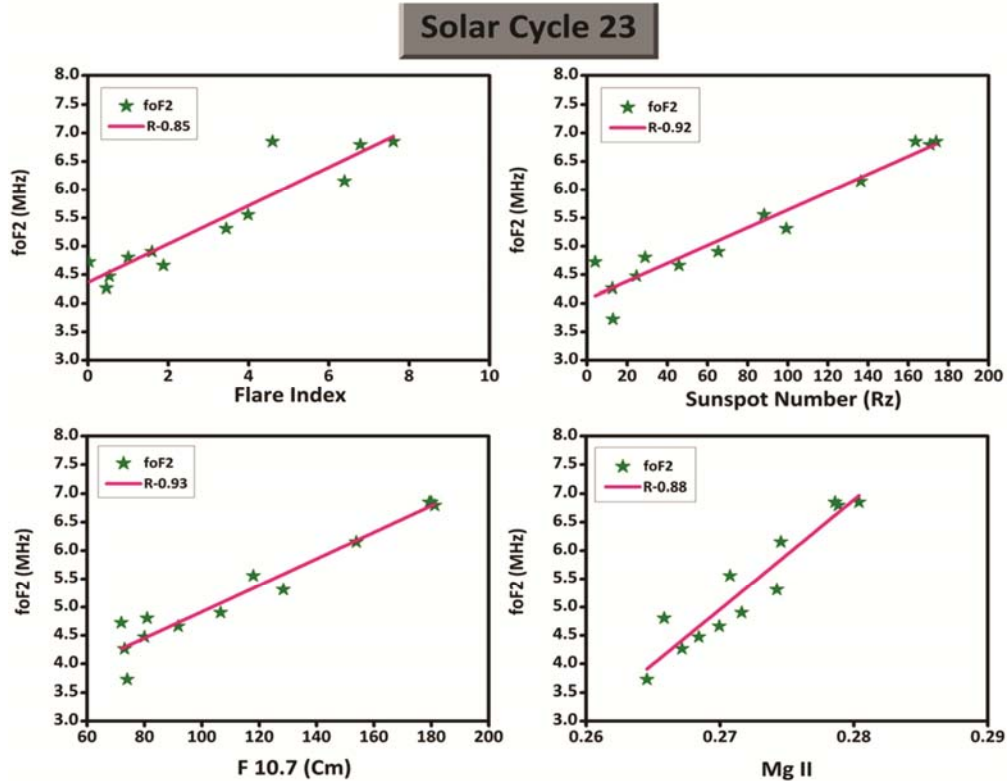 Solar Cycle 23
8.0
7.5
7.0
6.5
6.0
5.5
5.0
4.5
4.0
3.5
3.0
foF2 (MHz)
foF2
R-0.85
0 2 4 6 8 10
Flare Index
8.0
7.5
7.0
6.5
6.0
5.5
5.0
4.5
4.0
3.5
3.0
foF2 (MHz)
foF2
R-0.92
0 20 40 60 80 100 120 140 160 180 200
Sunspot Number (Rz)
8.0
7.5
7.0
6.5
6.0
5.5
5.0
4.5
4.0
3.5
3.0
foF2 (MHz)
foF2
R-0.93
60 80 100 120 140 160 180 200
F 10.7 (Cm)
8.0
7.5
7.0
6.5
6.0
5.5
5.0
4.5
4.0
3.5
3.0
foF2 (MHz)
foF2
R-0.88
0.26 0.27 0.28 0.29
Mg II